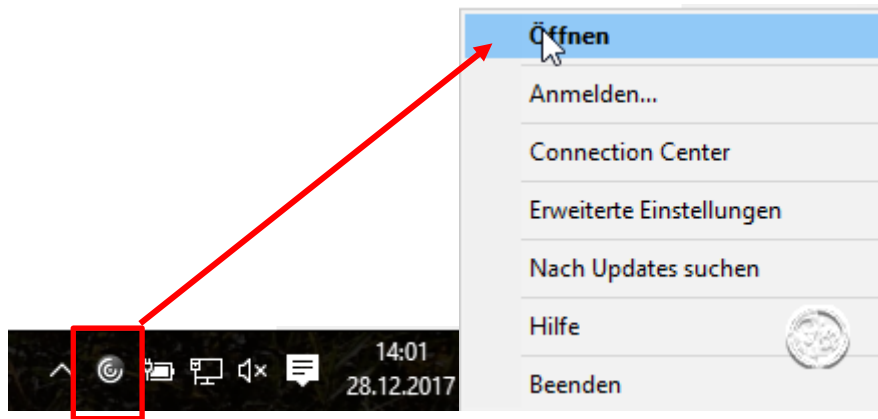 Öffnen
Anmelden...
Connection Center
Erweiterte Einstellungen
Nach Updates suchen
Hilfe
Beenden
14:01
28.12.2017